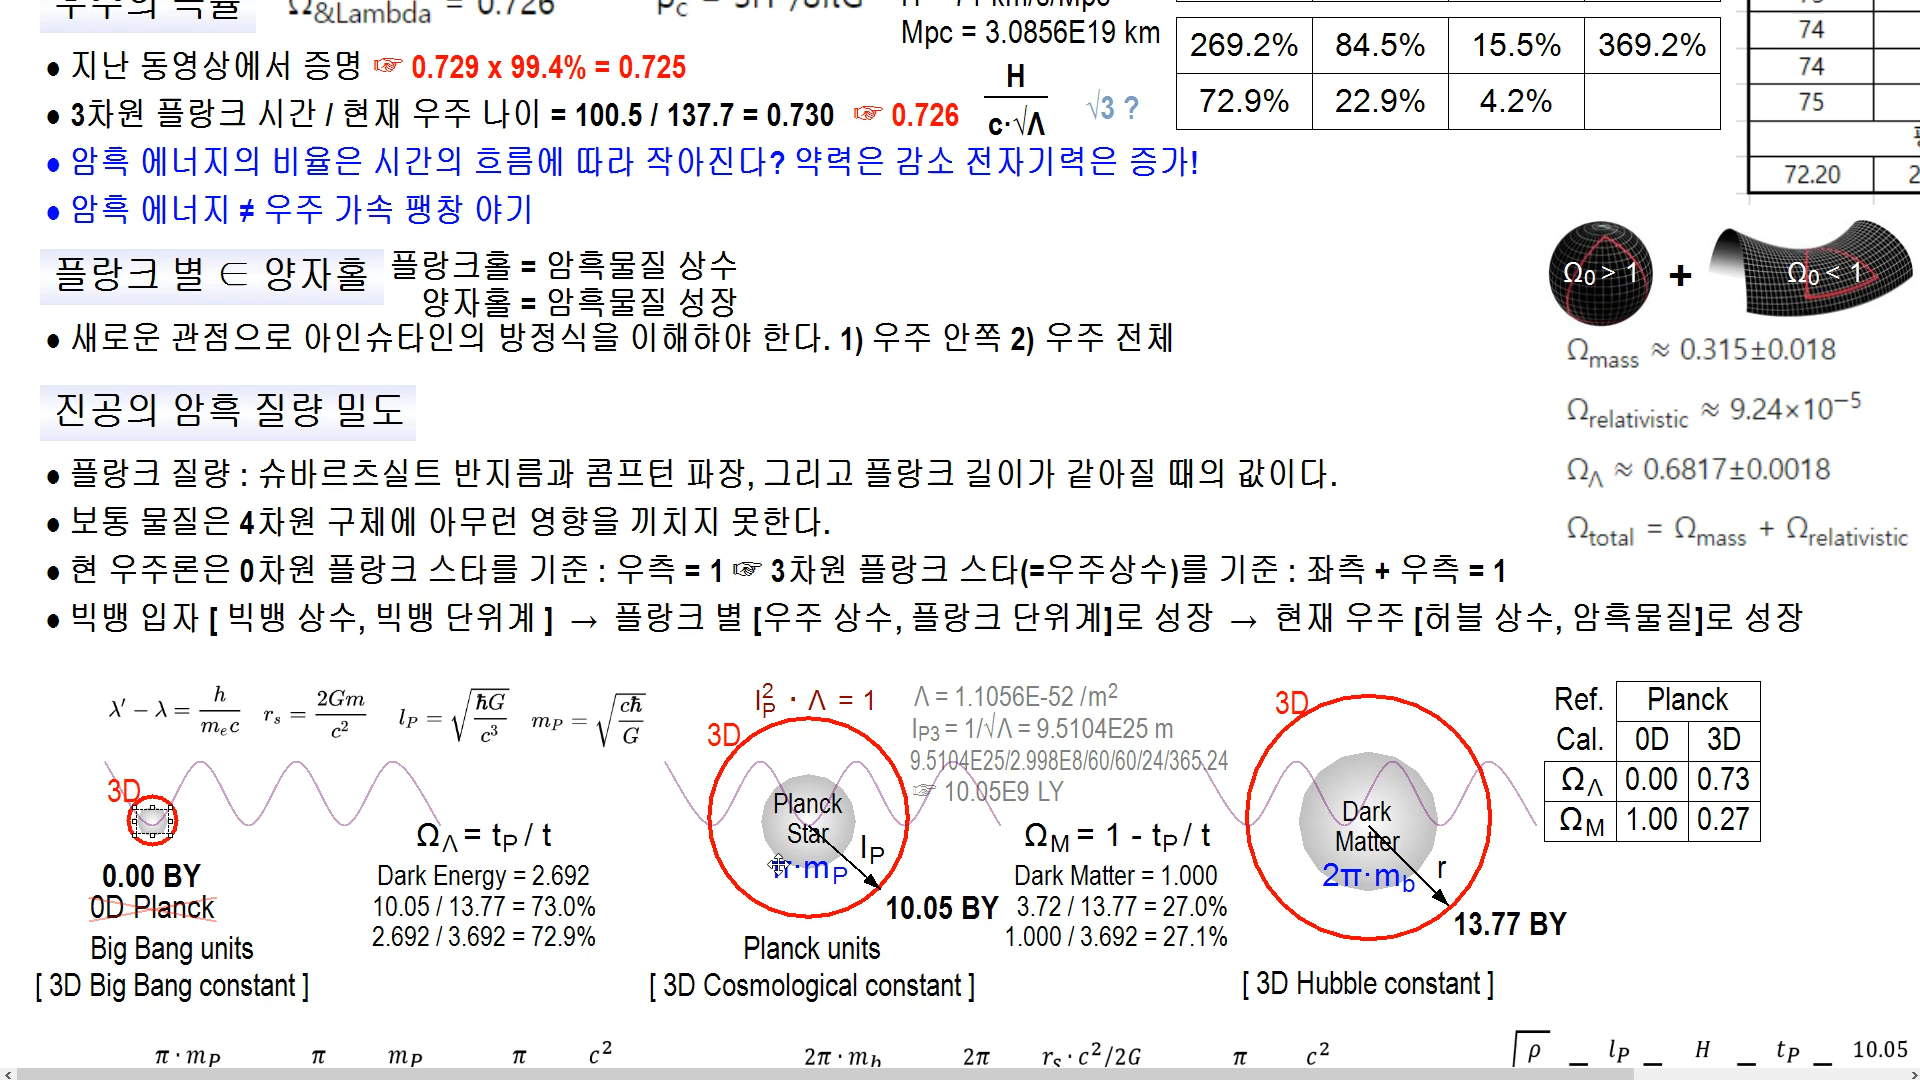 우주의 곡률
Ω&Lambda = 0.726
Mpc = 3.0856E19 km
● 지난 동영상에서 증명 ☞ 0.729 x 99.4% = 0.725
● 3차원 플랑크 시간 / 현재 우주 나이 = 100.5 / 137.7 = 0.730 ☞ 0.726
H
c·√Λ
√3 ?
● 암흑 에너지의 비율은 시간의 흐름에 따라 작아진다? 약력은 감소 전자기력은 증가!
● 암흑 에너지 ≠ 우주 가속 팽창 야기
269.2% 84.5% 15.5% 369.2%
72.9% 22.9% 4.2%
74
74
75
72.20
플랑크 별 ∈ 양자홀
플랑크홀 = 암흑물질 상수
양자홀 = 암흑물질 성장
● 새로운 관점으로 아인슈타인의 방정식을 이해하야 한다. 1) 우주 안쪽 2) 우주 전체
Ω0 > 1 + Ω0 < 1
Ωmass ≈ 0.315±0.018
Ωrelativistic ≈ 9.24×10⁻⁵
ΩΛ ≈ 0.6817±0.0018
Ωtotal = Ωmass + Ωrelativistic
진공의 암흑 질량 밀도
● 플랑크 질량 : 슈바르츠실트 반지름과 콤프턴 파장, 그리고 플랑크 길이가 같아질 때의 값이다.
● 보통 물질은 4차원 구체에 아무런 영향을 끼치지 못한다.
● 현 우주론은 0차원 플랑크 스타를 기준 : 우측 = 1 ☞ 3차원 플랑크 스타(=우주상수)를 기준 : 좌측 + 우측 = 1
● 빅뱅 입자 [ 빅뱅 상수, 빅뱅 단위계 ] → 플랑크 별 [우주 상수, 플랑크 단위계]로 성장 → 현재 우주 [허블 상수, 암흑물질]로 성장
λ′ − λ = h / mₑc
rₛ = 2Gm / c²
l_P = √(ħG / c³)
m_P = √(cħ / G)
3D
0.00 BY
0D Planck
Big Bang units
[ 3D Big Bang constant ]
ΩΛ = tP / t
Dark Energy = 2.692
10.05 / 13.77 = 73.0%
2.692 / 3.692 = 72.9%
lP² · Λ = 1
3D
Planck
Star
π·mP
lP
10.05 BY
Planck units
[ 3D Cosmological constant ]
Λ = 1.1056E-52 /m²
lP3 = 1/√Λ = 9.5104E25 m
9.5104E25/2.998E8/60/60/24/365.24
☞ 10.05E9 LY
ΩM = 1 - tP / t
Dark Matter = 1.000
3.72 / 13.77 = 27.0%
1.000 / 3.692 = 27.1%
3D
Dark
Matter
2π·mb
r
13.77 BY
[ 3D Hubble constant ]
Ref. Planck
Cal. 0D 3D
ΩΛ 0.00 0.73
ΩM 1.00 0.27
π·mP π mP π c² 2π·mb 2π rs·c²/2G π c² √ρ lP H tP 10.05